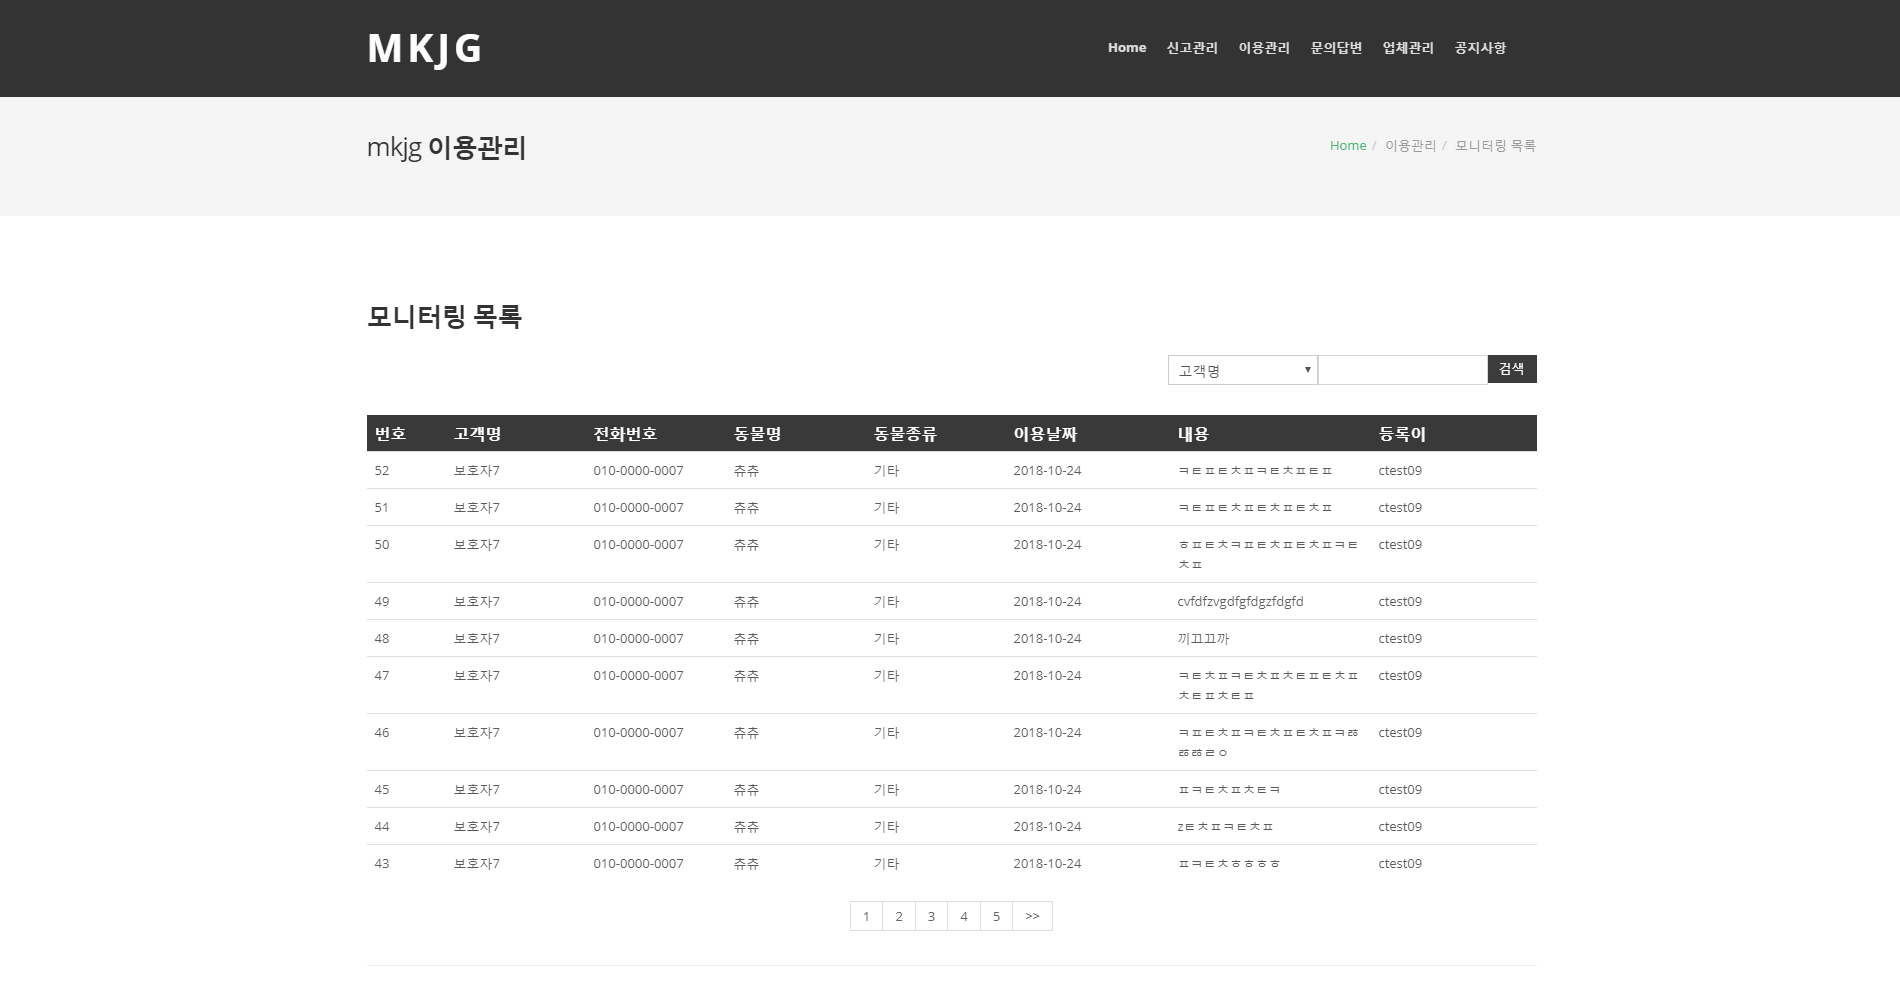 MKJG
Home 신고관리 이용관리 문의답변 업체관리 공지사항
mkjg 이용관리
Home / 이용관리 / 모니터링 목록
모니터링 목록
고객명 검색
번호 고객명 전화번호 동물명 동물종류 이용날짜 내용 등록이
52 보호자7 010-0000-0007 츄츄 기타 2018-10-24 ㅋㅌㅍㅌㅊㅍㅋㅌㅊㅍㅌㅍ ctest09
51 보호자7 010-0000-0007 츄츄 기타 2018-10-24 ㅋㅌㅍㅌㅊㅍㅌㅊㅍㅌㅊㅍ ctest09
50 보호자7 010-0000-0007 츄츄 기타 2018-10-24 ㅎㅍㅌㅊㅋㅍㅌㅊㅍㅌㅊㅍㅋㅌ ctest09
ㅊㅍ
49 보호자7 010-0000-0007 츄츄 기타 2018-10-24 cvfdfzvgdfgfdgzfdgfd ctest09
48 보호자7 010-0000-0007 츄츄 기타 2018-10-24 끼끄끄까 ctest09
47 보호자7 010-0000-0007 츄츄 기타 2018-10-24 ㅋㅌㅊㅍㅋㅌㅊㅍㅊㅌㅍㅌㅊㅍ ctest09
ㅊㅌㅍㅊㅌㅍ
46 보호자7 010-0000-0007 츄츄 기타 2018-10-24 ㅋㅍㅌㅊㅍㅋㅌㅊㅍㅌㅊㅍㅋㅀ ctest09
ㅀㅀㄹㅇ
45 보호자7 010-0000-0007 츄츄 기타 2018-10-24 ㅍㅋㅌㅊㅍㅊㅌㅋ ctest09
44 보호자7 010-0000-0007 츄츄 기타 2018-10-24 zㅌㅊㅍㅋㅌㅊㅍ ctest09
43 보호자7 010-0000-0007 츄츄 기타 2018-10-24 ㅍㅋㅌㅊㅎㅎㅎㅎ ctest09
1 2 3 4 5 >>